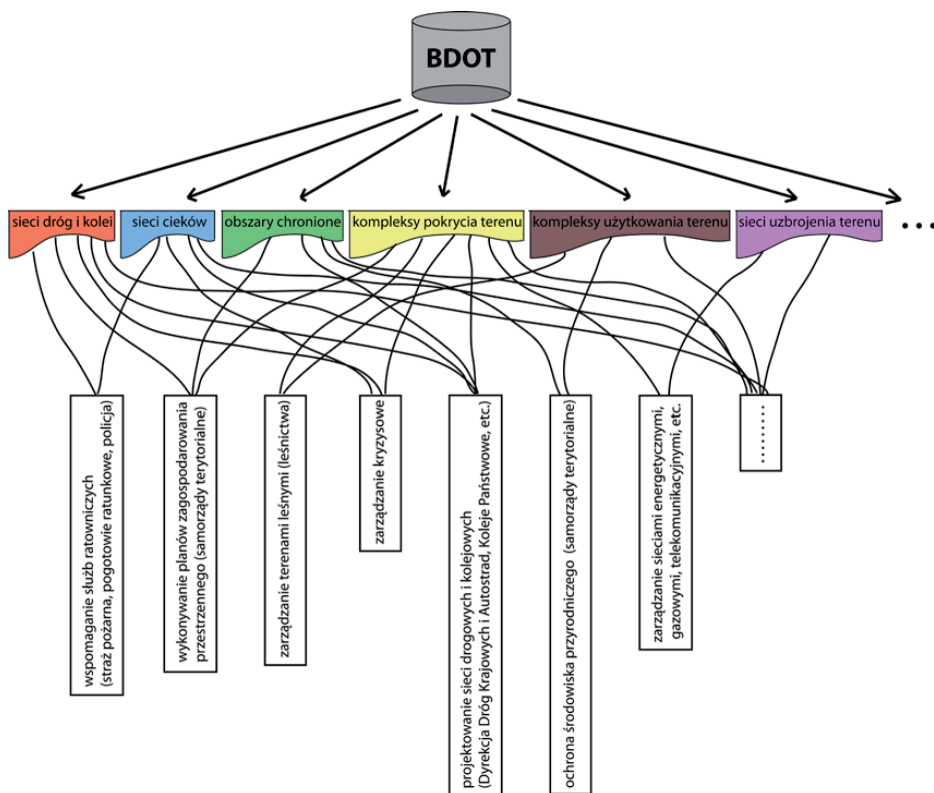 BDOT
sieci dróg i kolei
sieci cieków
obszary chronione
kompleksy pokrycia terenu
kompleksy użytkowania terenu
sieci uzbrojenia terenu
...
wspomaganie służb ratowniczych
(straż pożarna, pogotowie ratunkowe, policja)
wykonywanie planów zagospodarowania
przestrzennego (samorządy terytorialne)
zarządzanie terenami leśnymi (leśnictwa)
zarządzanie kryzysowe
projektowanie sieci drogowych i kolejowych
(Dyrekcja Dróg Krajowych i Autostrad, Koleje Państwowe, etc.)
ochrona środowiska przyrodniczego (samorządy terytorialne)
zarządzanie sieciami energetycznymi,
gazowymi, telekomunikacyjnymi, etc.
.........